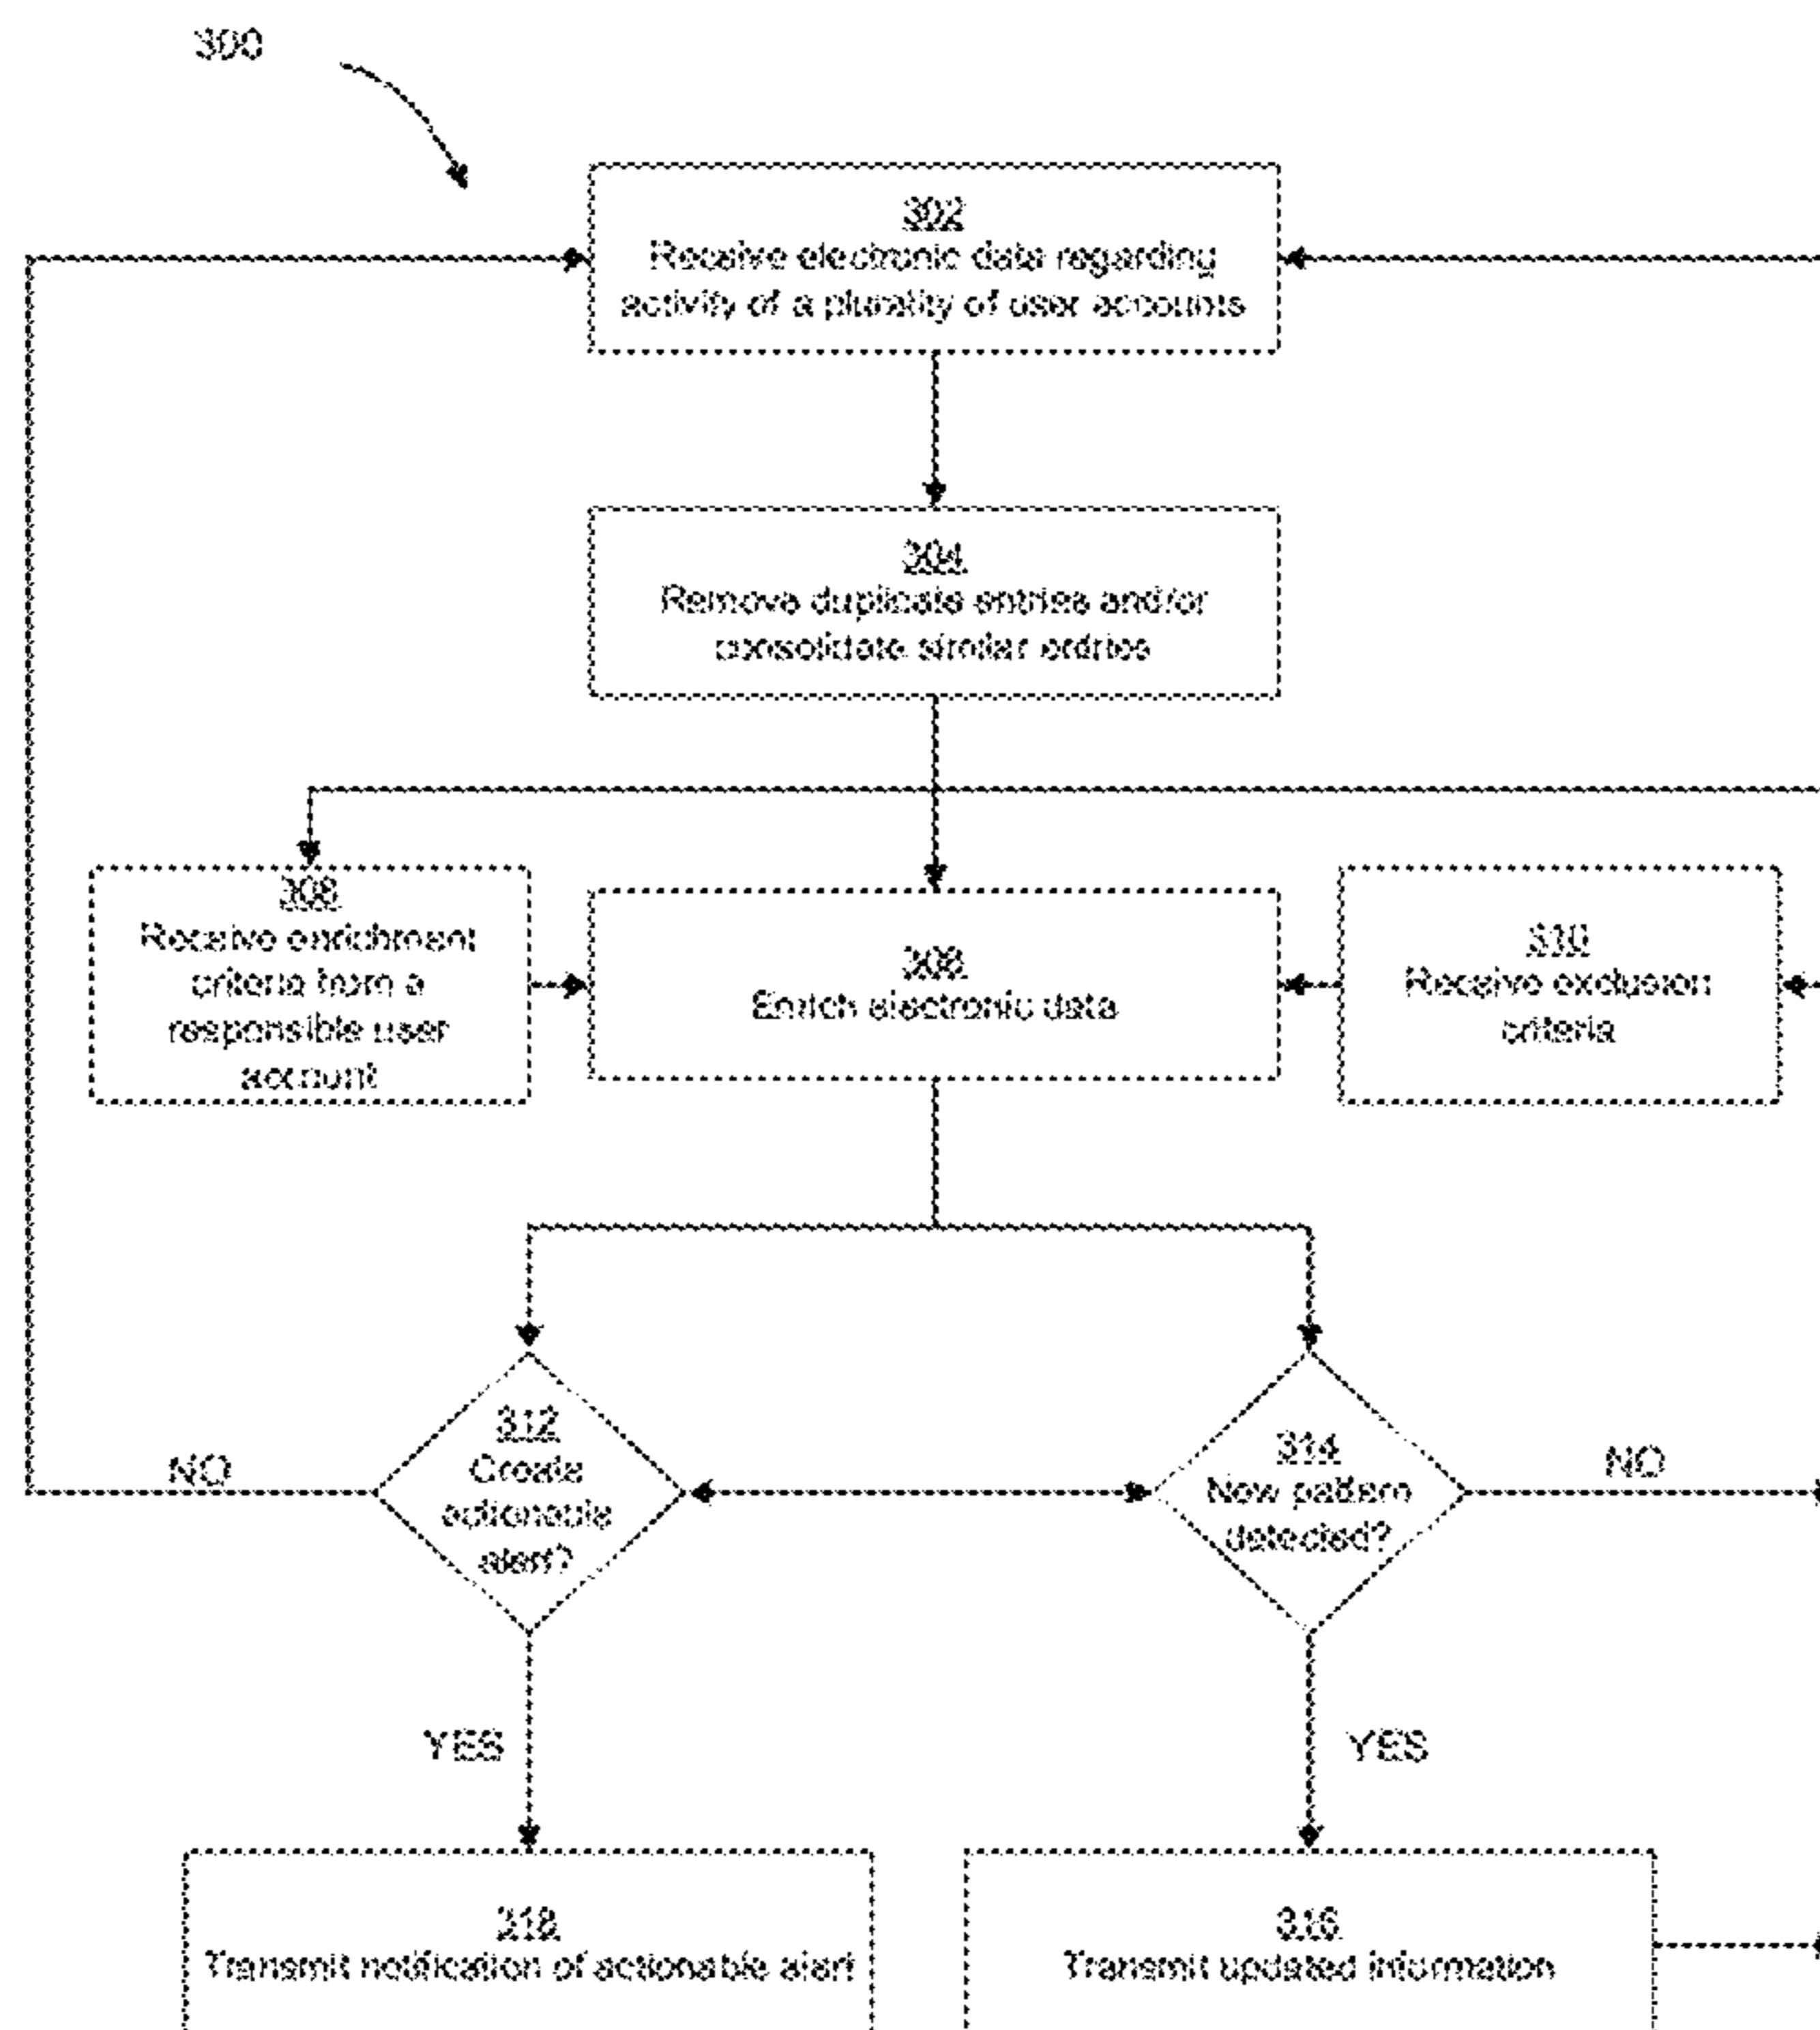 300
302
Receive electronic data regarding
activity of a plurality of user accounts
304
Remove duplicate entries and/or
consolidate similar entries
308
Receive enrichment
criteria from a
responsible user
account
Enrich electronic data
310
Receive exclusion
criteria
312
Create
actionable
alert?
314
New pattern
detected?
NO
NO
YES
YES
318
Transmit notification of actionable alert
316
Transmit updated information